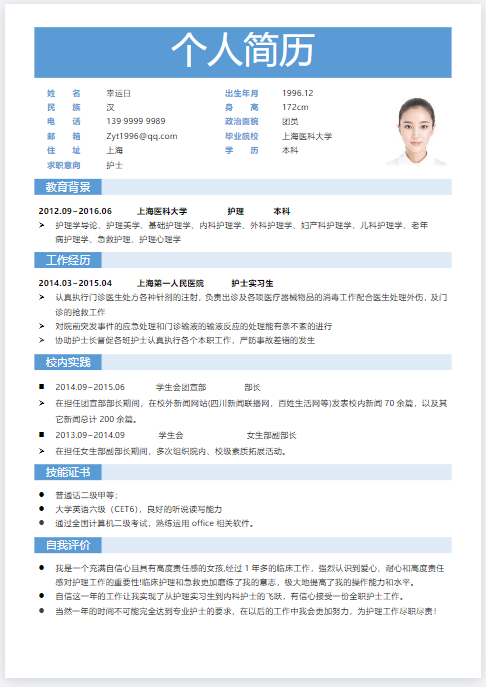 个人简历
姓 名 幸运日 出生年月 1996.12
民 族 汉 身 高 172cm
电 话 139 9999 9989 政治面貌 团员
邮 箱 Zyt1996@qq.com 毕业院校 上海医科大学
住 址 上海 学 历 本科
求职意向 护士
教育背景
2012.09~2016.06 上海医科大学 护理 本科
护理学导论、护理美学、基础护理学、内科护理学、外科护理学、妇产科护理学、儿科护理学、老年
病护理学、急救护理、护理心理学
工作经历
2014.03~2015.04 上海第一人民医院 护士实习生
认真执行门诊医生处方各种针剂的注射，负责出诊及各项医疗器械物品的消毒工作配合医生处理外伤，及门
诊的抢救工作
对院前突发事件的应急处理和门诊输液的输液反应的处理能有条不紊的进行
协助护士长督促各班护士认真执行各个本职工作，严防事故差错的发生
校内实践
2014.09~2015.06 学生会团宣部 部长
在担任团宣部部长期间，在校外新闻网站(四川新闻联播网，百姓生活网等)发表校内新闻 70 余篇，以及其
它新闻总计 200 余篇。
2013.09~2014.09 学生会 女生部副部长
在担任女生部副部长期间，多次组织院内、校级素质拓展活动。
技能证书
普通话二级甲等；
大学英语六级（CET6），良好的听说读写能力
通过全国计算机二级考试，熟练运用 office 相关软件。
自我评价
我是一个充满自信心且具有高度责任感的女孩,经过 1 年多的临床工作，强烈认识到爱心、耐心和高度责任
感对护理工作的重要性!临床护理和急救更加磨练了我的意志，极大地提高了我的操作能力和水平。
自信这一年的工作让我实现了从护理实习生到内科护士的飞跃，有信心接受一份全职护士工作。
当然一年的时间不可能完全达到专业护士的要求，在以后的工作中我会更加努力，为护理工作尽职尽责！